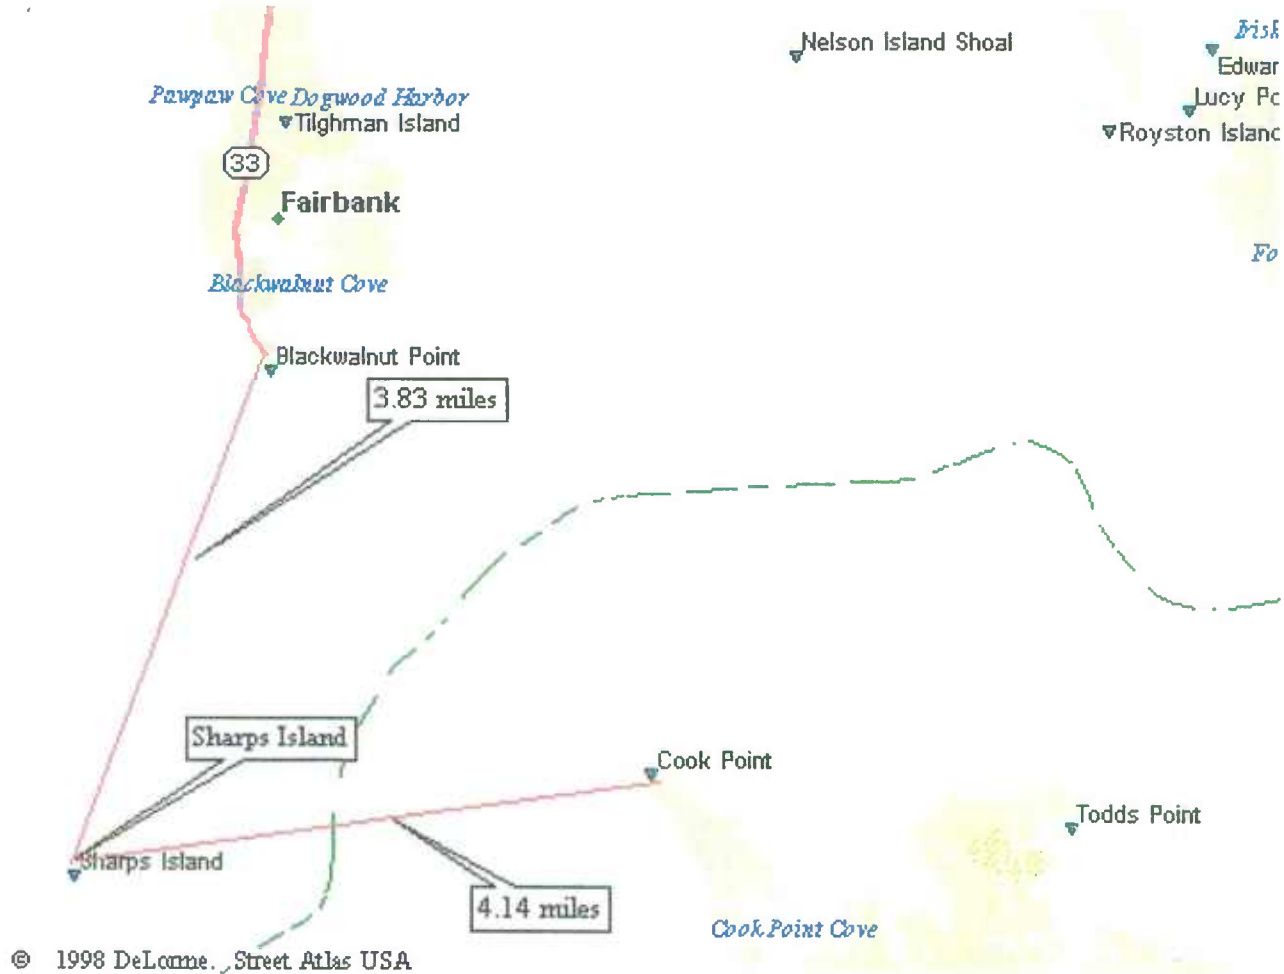 Nelson Island Shoal
Edwar
Pawpaw Cove
Dogwood Harbor
Tilghman Island
Lucy Po
Royston Island
33
Fairbank
Fo
Blackwalnut Cove
Blackwalnut Point
3.83 miles
Sharps Island
Cook Point
Todds Point
Sharps Island
4.14 miles
Cook Point Cove
© 1998 DeLorme. Street Atlas USA